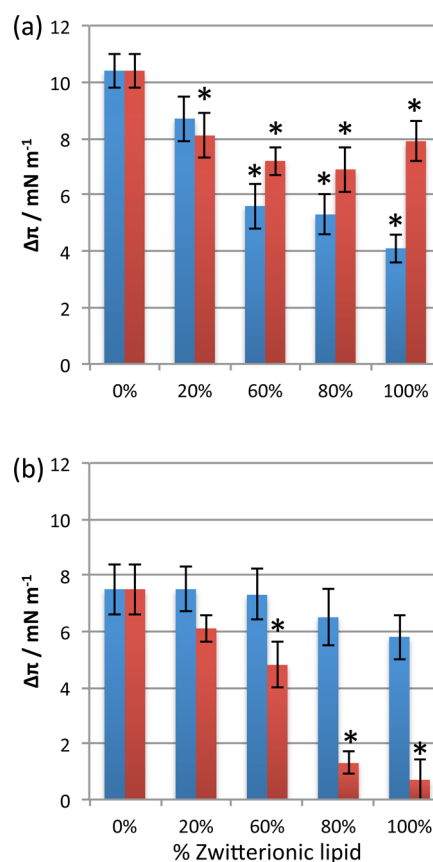 (a)
12
10
8
6
4
2
0
Δπ / mN m⁻¹
* * * * * * *
0% 20% 60% 80% 100%
(b)
12
10
8
6
4
2
0
Δπ / mN m⁻¹
* * *
0% 20% 60% 80% 100%
% Zwitterionic lipid